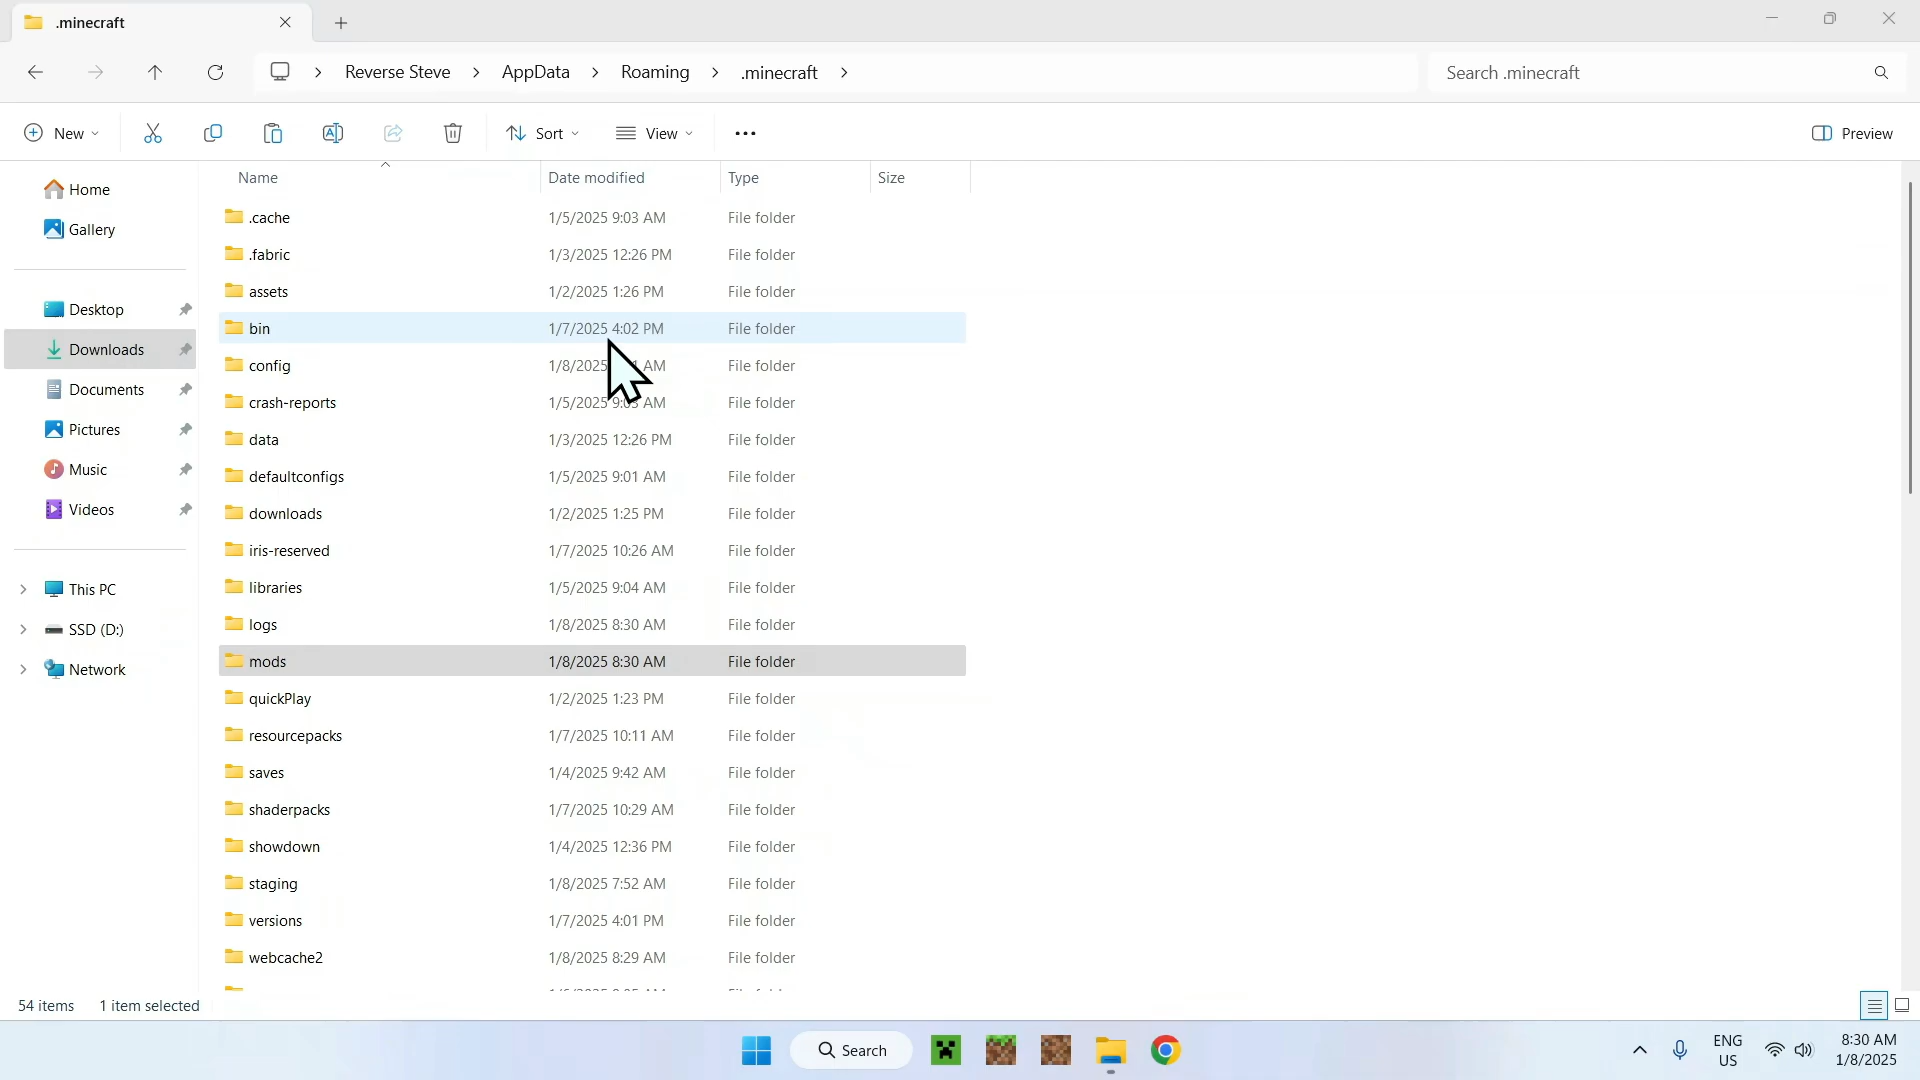 .minecraft
Reverse Steve
AppData
Roaming
.minecraft
Search .minecraft
New
Sort
View
Preview
Name
Date modified
Type
Size
Home
Gallery
Desktop
Downloads
Documents
Pictures
Music
Videos
This PC
SSD (D:)
Network
.cache 1/5/2025 9:03 AM File folder
.fabric 1/3/2025 12:26 PM File folder
assets 1/2/2025 1:26 PM File folder
bin 1/7/2025 4:02 PM File folder
config 1/8/2025 AM File folder
crash-reports 1/5/2025 9:03 AM File folder
data 1/3/2025 12:26 PM File folder
defaultconfigs 1/5/2025 9:01 AM File folder
downloads 1/2/2025 1:25 PM File folder
iris-reserved 1/7/2025 10:26 AM File folder
libraries 1/5/2025 9:04 AM File folder
logs 1/8/2025 8:30 AM File folder
mods 1/8/2025 8:30 AM File folder
quickPlay 1/2/2025 1:23 PM File folder
resourcepacks 1/7/2025 10:11 AM File folder
saves 1/4/2025 9:42 AM File folder
shaderpacks 1/7/2025 10:29 AM File folder
showdown 1/4/2025 12:36 PM File folder
staging 1/8/2025 7:52 AM File folder
versions 1/7/2025 4:01 PM File folder
webcache2 1/8/2025 8:29 AM File folder
54 items 1 item selected
Search
ENG
US
8:30 AM
1/8/2025